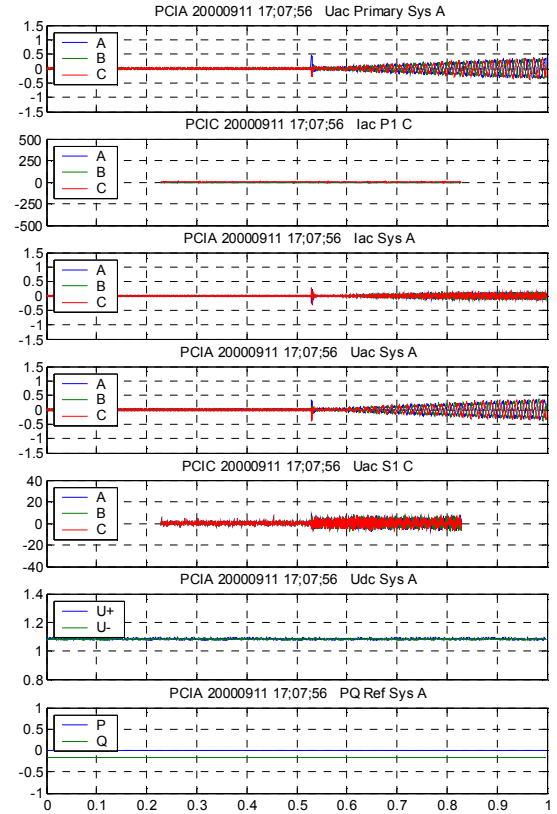 PCIA 20000911 17;07;56 Uac Primary Sys A
1.5
1
0.5
0
-0.5
-1
-1.5
A
B
C
PCIC 20000911 17;07;56 Iac P1 C
500
250
0
-250
-500
A
B
C
PCIA 20000911 17;07;56 Iac Sys A
1.5
1
0.5
0
-0.5
-1
-1.5
A
B
C
PCIA 20000911 17;07;56 Uac Sys A
1.5
1
0.5
0
-0.5
-1
-1.5
A
B
C
PCIC 20000911 17;07;56 Uac S1 C
40
20
0
-20
-40
A
B
C
PCIA 20000911 17;07;56 Udc Sys A
1.4
1.2
1
0.8
U+
U-
PCIA 20000911 17;07;56 PQ Ref Sys A
1
0.5
0
-0.5
-1
P
Q
0 0.1 0.2 0.3 0.4 0.5 0.6 0.7 0.8 0.9 1